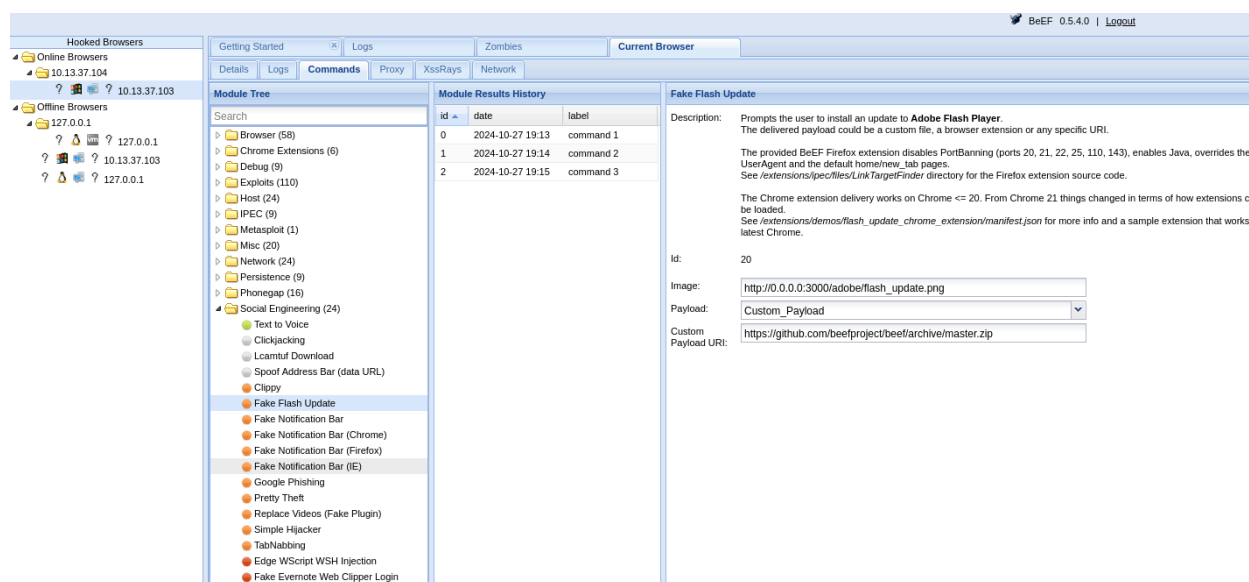 BeEF 0.5.4.0 | Logout
Hooked Browsers
Online Browsers
10.13.37.104
? ? 10.13.37.103
Offline Browsers
127.0.0.1
? vm ? 127.0.0.1
? ? 10.13.37.103
? ? 127.0.0.1
Getting Started
Logs
Zombies
Current Browser
Details
Logs
Commands
Proxy
XssRays
Network
Module Tree
Search
Browser (58)
Chrome Extensions (6)
Debug (9)
Exploits (110)
Host (24)
IPEC (9)
Metasploit (1)
Misc (20)
Network (24)
Persistence (9)
Phonegap (16)
Social Engineering (24)
Text to Voice
Clickjacking
Lcamtuf Download
Spoof Address Bar (data URL)
Clippy
Fake Flash Update
Fake Notification Bar
Fake Notification Bar (Chrome)
Fake Notification Bar (Firefox)
Fake Notification Bar (IE)
Google Phishing
Pretty Theft
Replace Videos (Fake Plugin)
Simple Hijacker
TabNabbing
Edge WScript WSH Injection
Fake Evernote Web Clipper Login
Module Results History
id date label
0 2024-10-27 19:13 command 1
1 2024-10-27 19:14 command 2
2 2024-10-27 19:15 command 3
Fake Flash Update
Description: Prompts the user to install an update to Adobe Flash Player.
The delivered payload could be a custom file, a browser extension or any specific URI.
The provided BeEF Firefox extension disables PortBanning (ports 20, 21, 22, 25, 110, 143), enables Java, overrides the
UserAgent and the default home/new_tab pages.
See /extensions/ipec/files/LinkTargetFinder directory for the Firefox extension source code.
The Chrome extension delivery works on Chrome <= 20. From Chrome 21 things changed in terms of how extensions c
be loaded.
See /extensions/demos/flash_update_chrome_extension/manifest.json for more info and a sample extension that works
latest Chrome.
Id: 20
Image: http://0.0.0.0:3000/adobe/flash_update.png
Payload: Custom_Payload
Custom
Payload URI: https://github.com/beefproject/beef/archive/master.zip